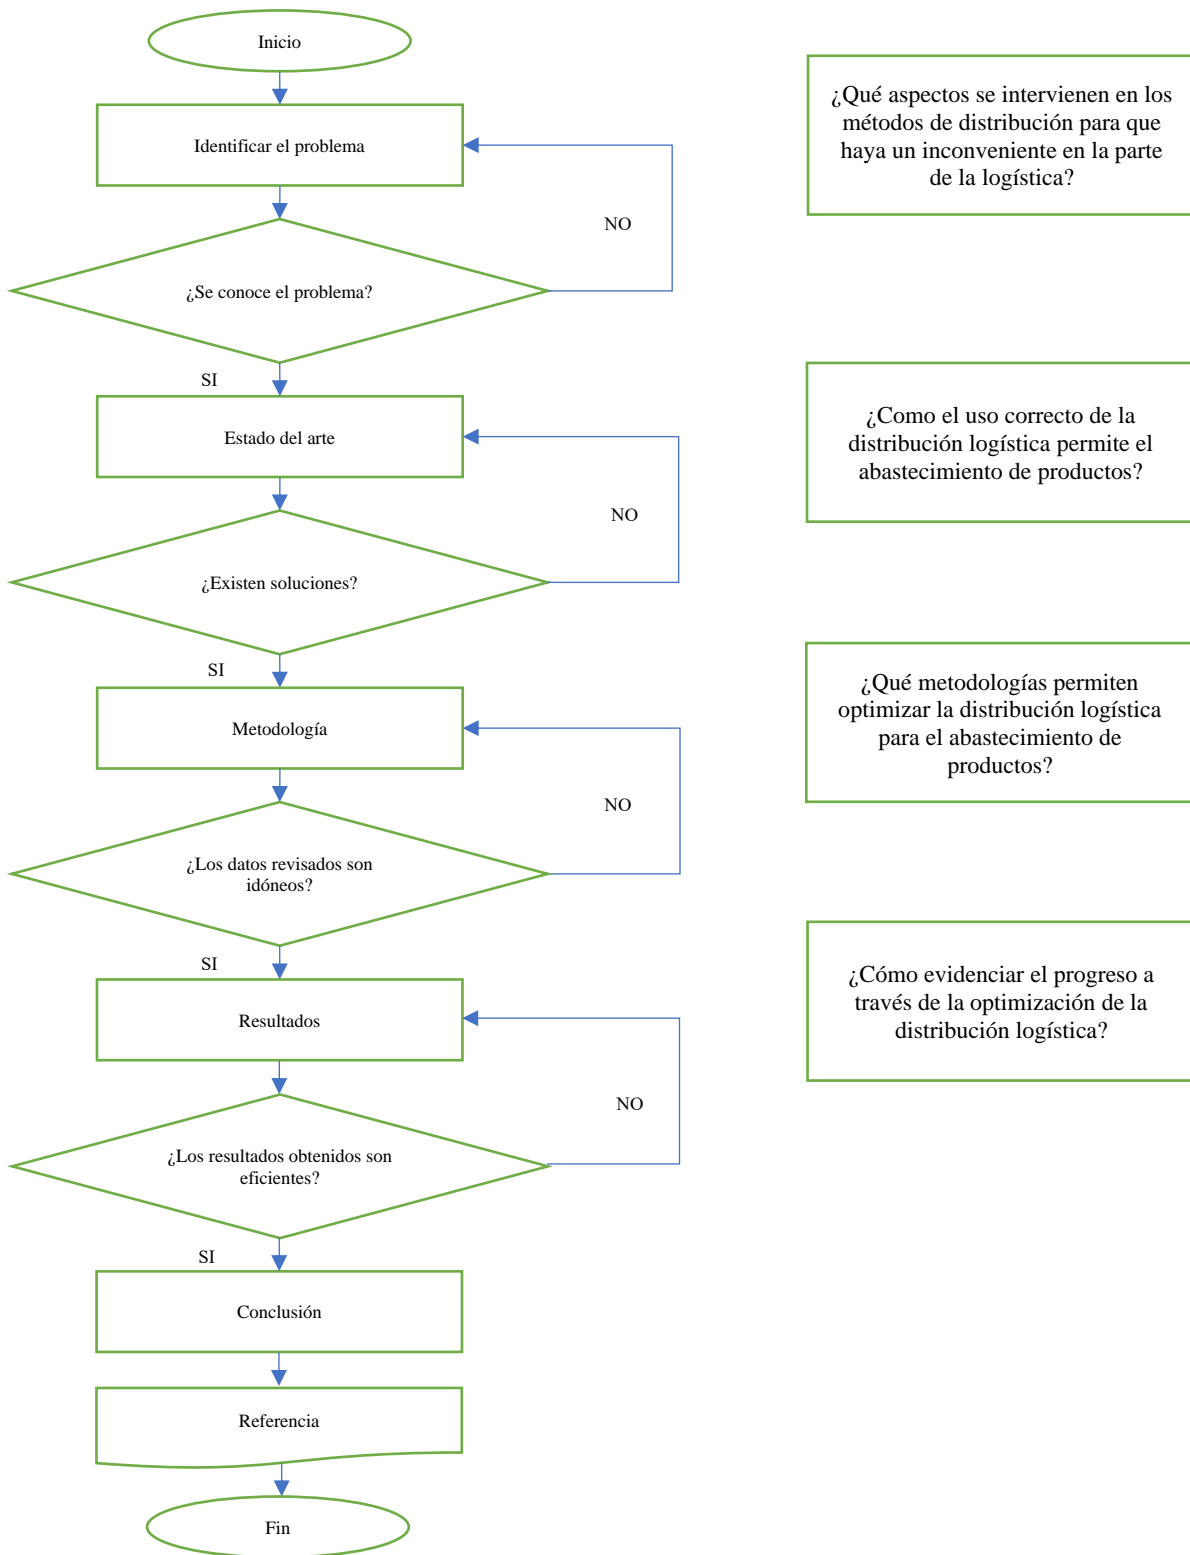 Inicio
Identificar el problema
NO
¿Se conoce el problema?
SI
Estado del arte
NO
¿Existen soluciones?
SI
Metodología
NO
¿Los datos revisados son
idóneos?
SI
Resultados
NO
¿Los resultados obtenidos son
eficientes?
SI
Conclusión
Referencia
Fin
¿Qué aspectos se intervienen en los
métodos de distribución para que
haya un inconveniente en la parte
de la logística?
¿Como el uso correcto de la
distribución logística permite el
abastecimiento de productos?
¿Qué metodologías permiten
optimizar la distribución logística
para el abastecimiento de
productos?
¿Cómo evidenciar el progreso a
través de la optimización de la
distribución logística?